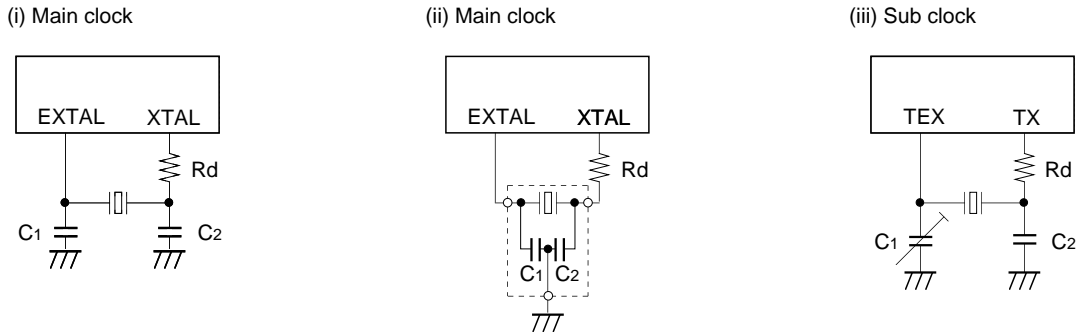 (i) Main clock
EXTAL XTAL
Rd
C1 C2
(ii) Main clock
EXTAL XTAL
Rd
C1 C2
(iii) Sub clock
TEX TX
Rd
C1 C2